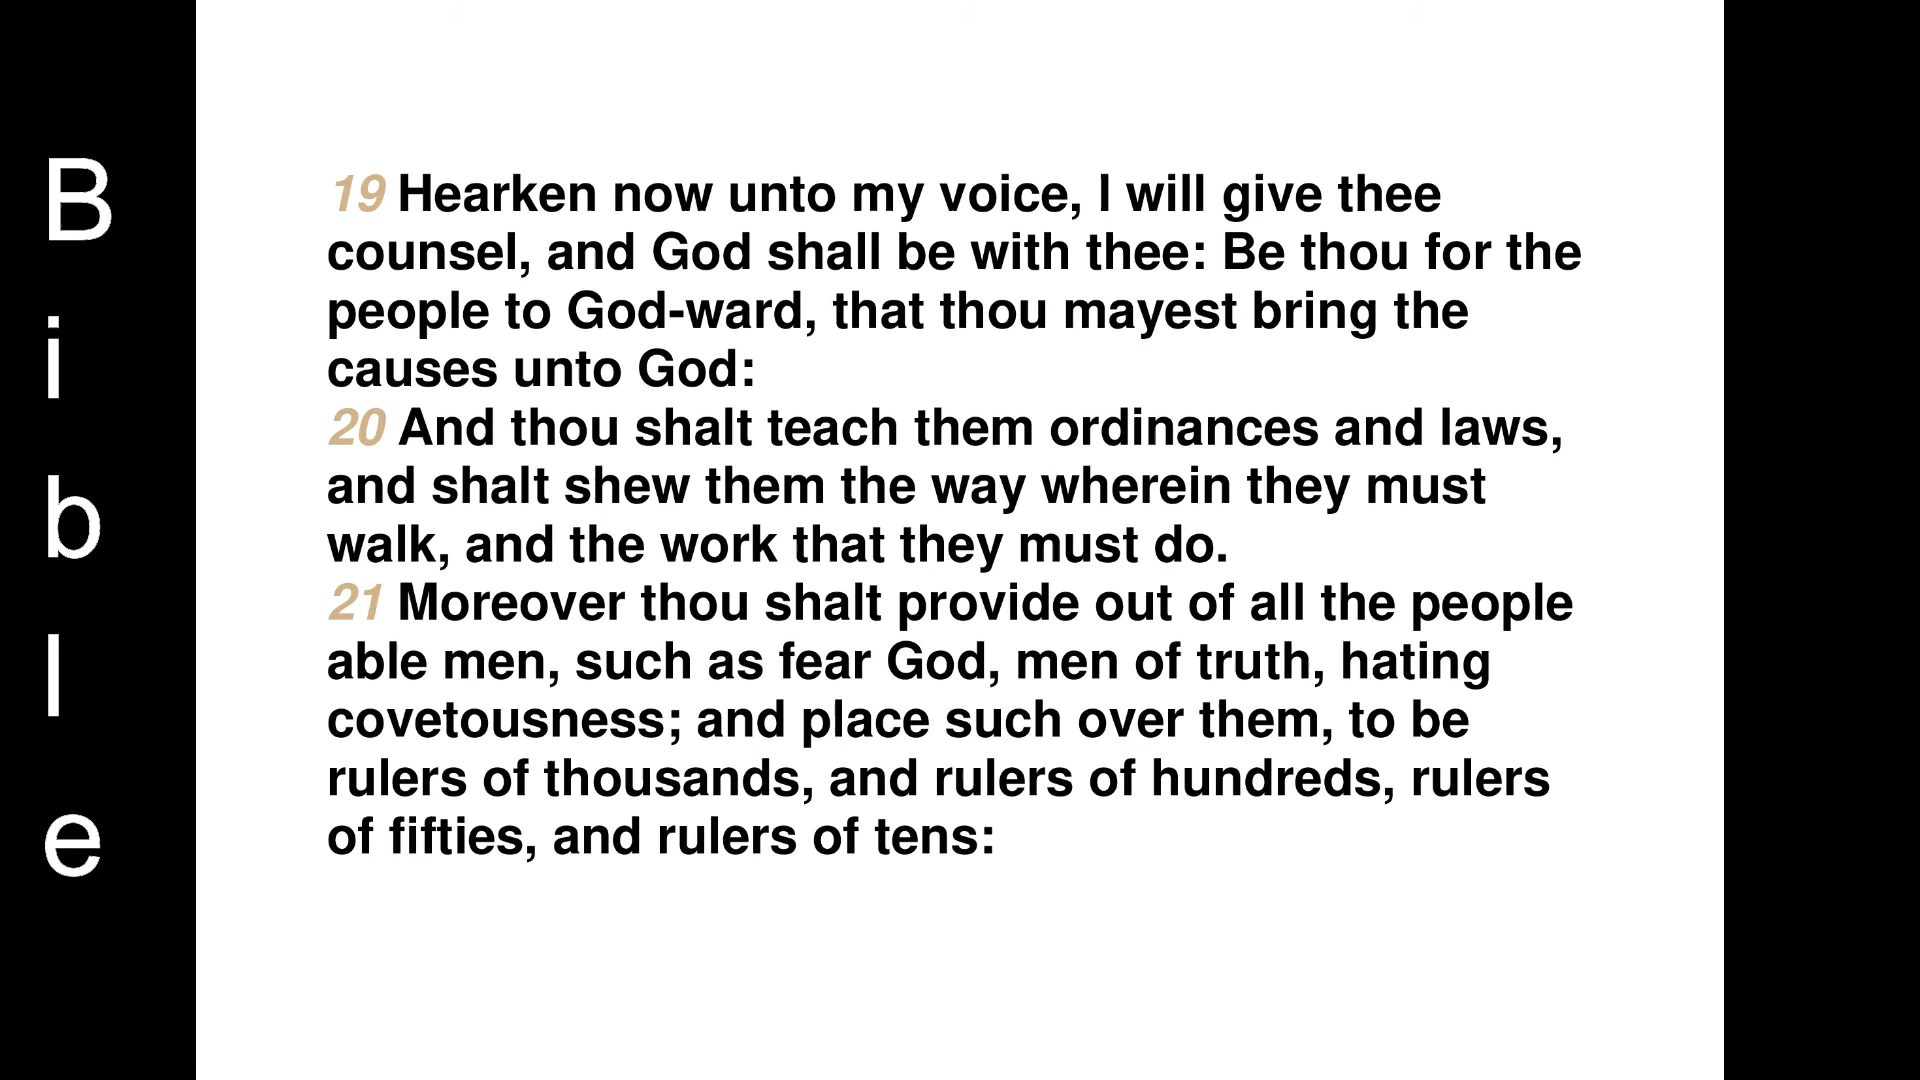 Bible
19 Hearken now unto my voice, I will give thee
counsel, and God shall be with thee: Be thou for the
people to God-ward, that thou mayest bring the
causes unto God:
20 And thou shalt teach them ordinances and laws,
and shalt shew them the way wherein they must
walk, and the work that they must do.
21 Moreover thou shalt provide out of all the people
able men, such as fear God, men of truth, hating
covetousness; and place such over them, to be
rulers of thousands, and rulers of hundreds, rulers
of fifties, and rulers of tens: